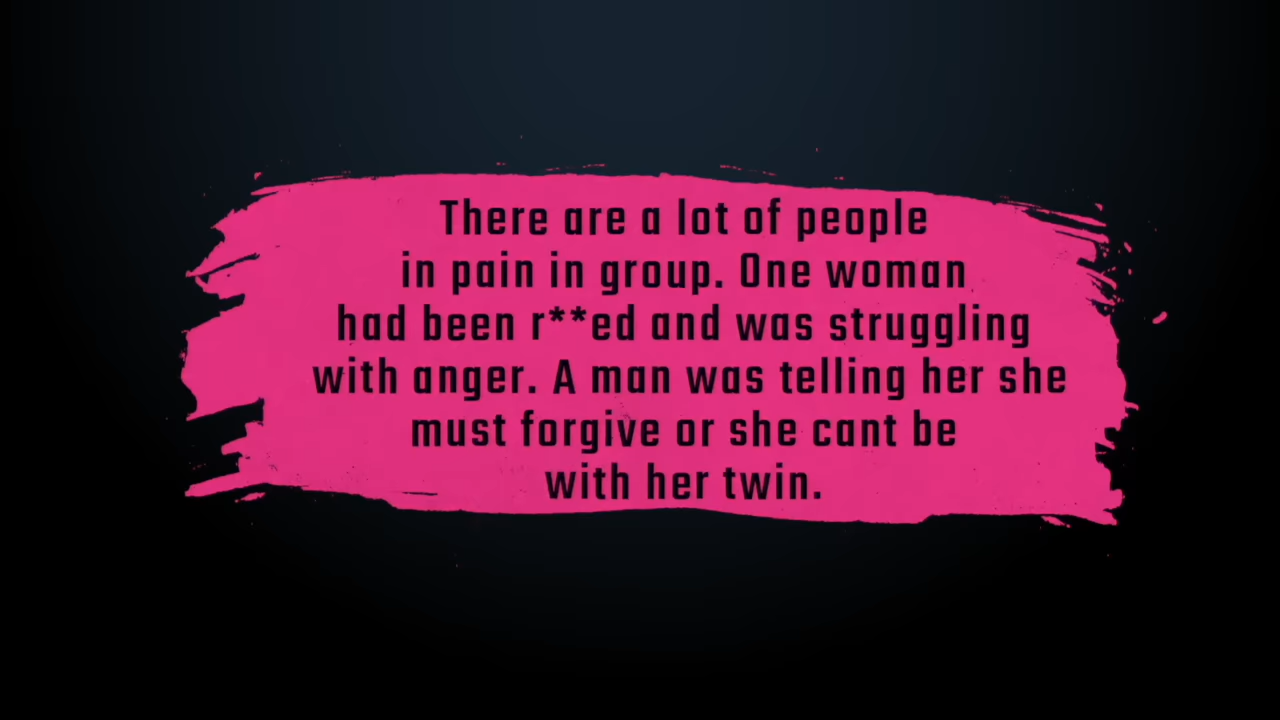 There are a lot of people
in pain in group. One woman
had been r**ed and was struggling
with anger. A man was telling her she
must forgive or she cant be
with her twin.